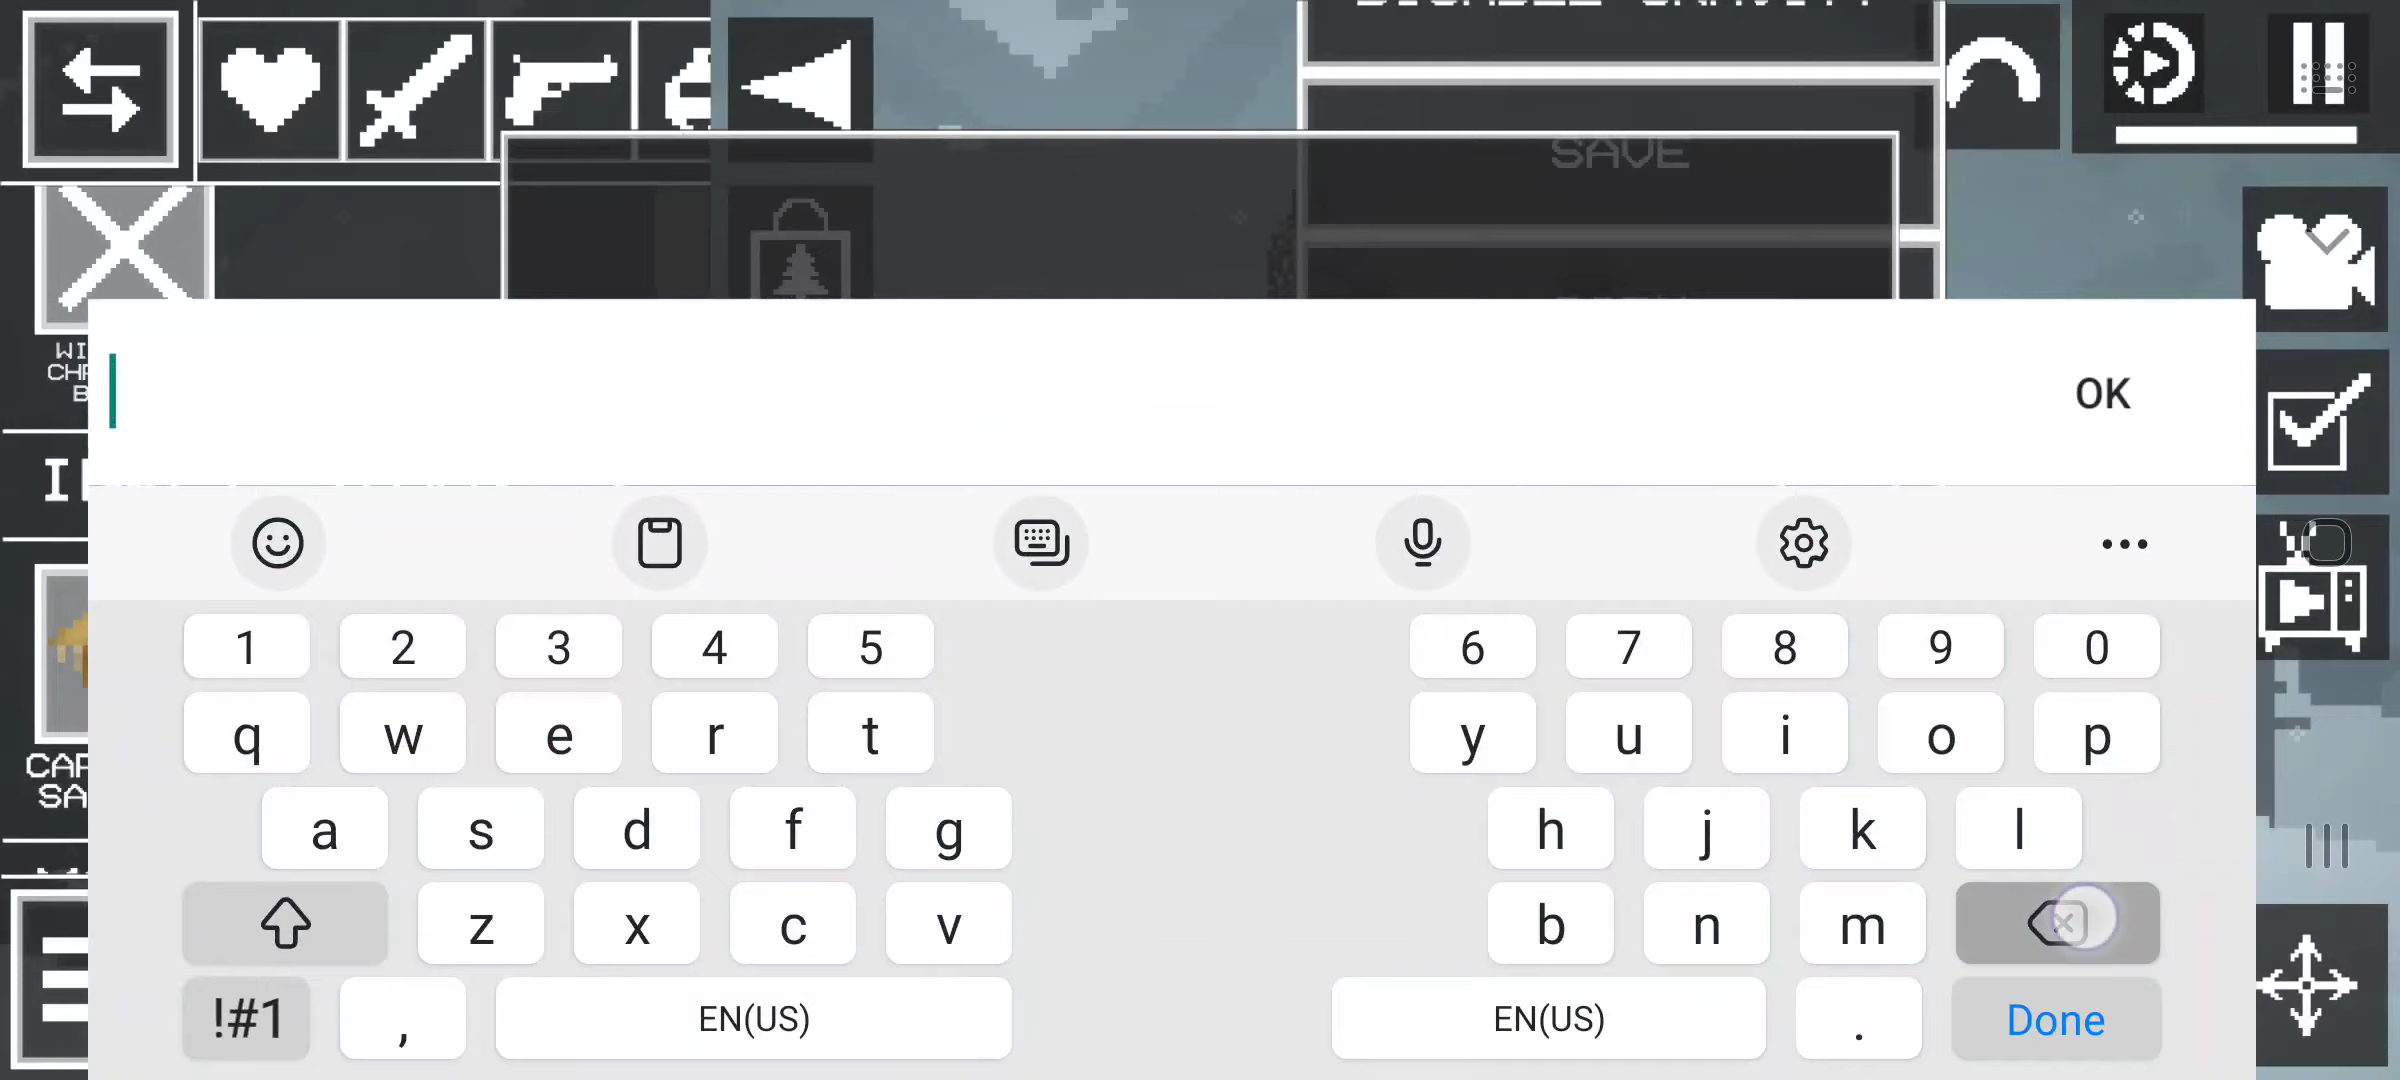 SAVE
OK
1 2 3 4 5 6 7 8 9 0
q w e r t y u i o p
a s d f g h j k l
z x c v b n m
!#1 , EN(US) EN(US) . Done